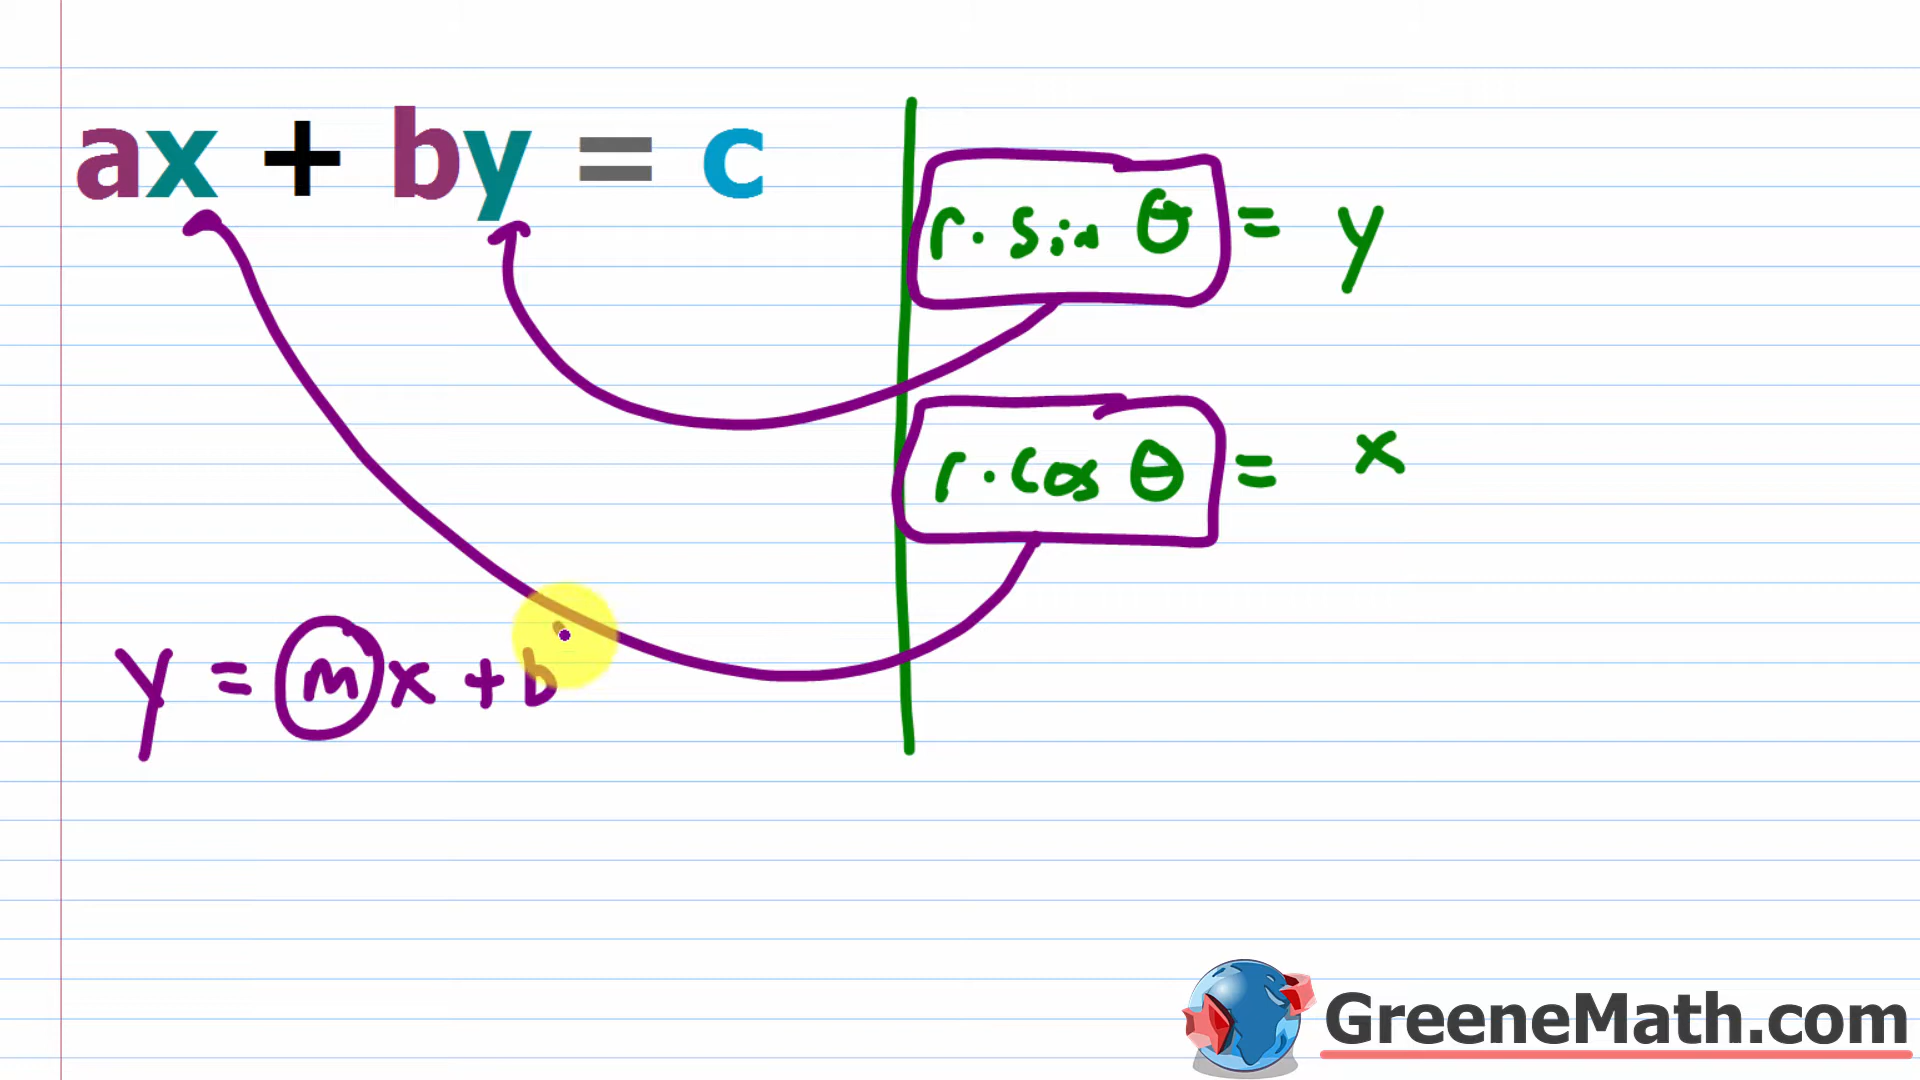 ax + by = c
r · sin θ = y
r · cos θ = x
y = mx + b
GreeneMath.com